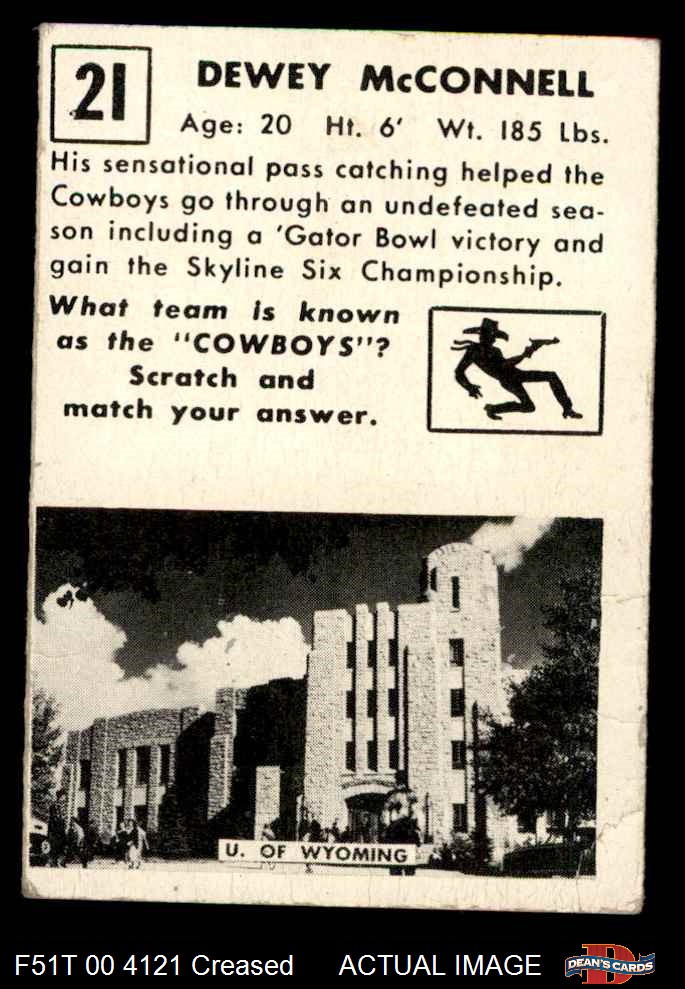 21
DEWEY McCONNELL
Age: 20 Ht. 6' Wt. 185 Lbs.
His sensational pass catching helped the
Cowboys go through an undefeated sea-
son including a 'Gator Bowl victory and
gain the Skyline Six Championship.
What team is known
as the "COWBOYS"?
Scratch and
match your answer.
U. OF WYOMING
F51T 00 4121 Creased ACTUAL IMAGE
D
DEAN'S CARDS